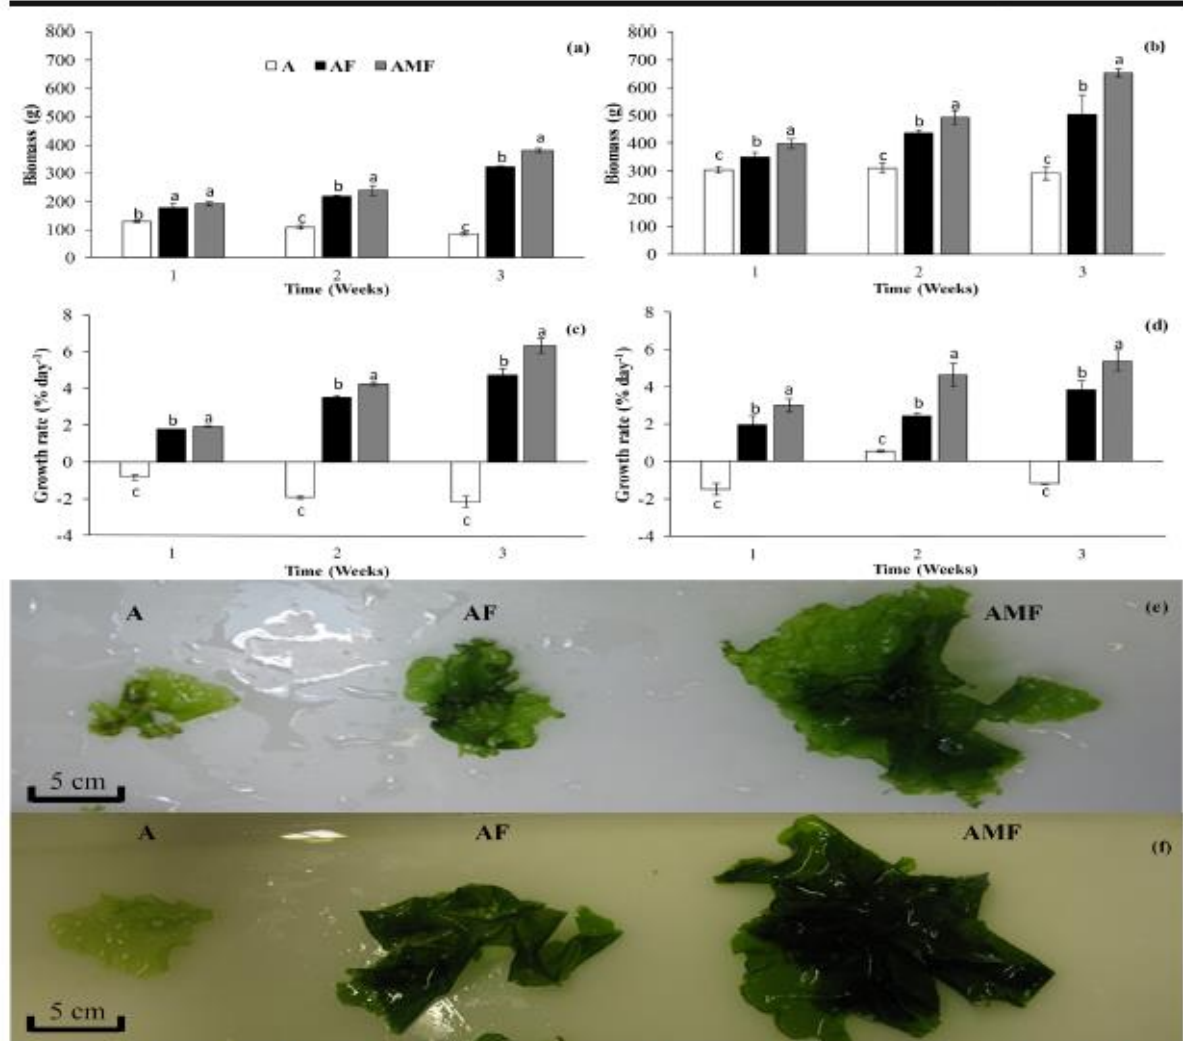 800
700
600
500
400
300
200
100
0
Biomass (g)
(a)
A AF AMF
b a a
c b a
c b a
1 2 3
Time (Weeks)
800
700
600
500
400
300
200
100
0
Biomass (g)
(b)
c b a
c b a
c b a
1 2 3
Time (Weeks)
8
6
4
2
0
-2
-4
Growth rate (% day⁻¹)
(c)
c b a
c b a
c b a
1 2 3
Time (Weeks)
8
6
4
2
0
-2
-4
Growth rate (% day⁻¹)
(d)
c b a
c b a
c b a
1 2 3
Time (Weeks)
A AF AMF (e)
5 cm
A AF AMF (f)
5 cm